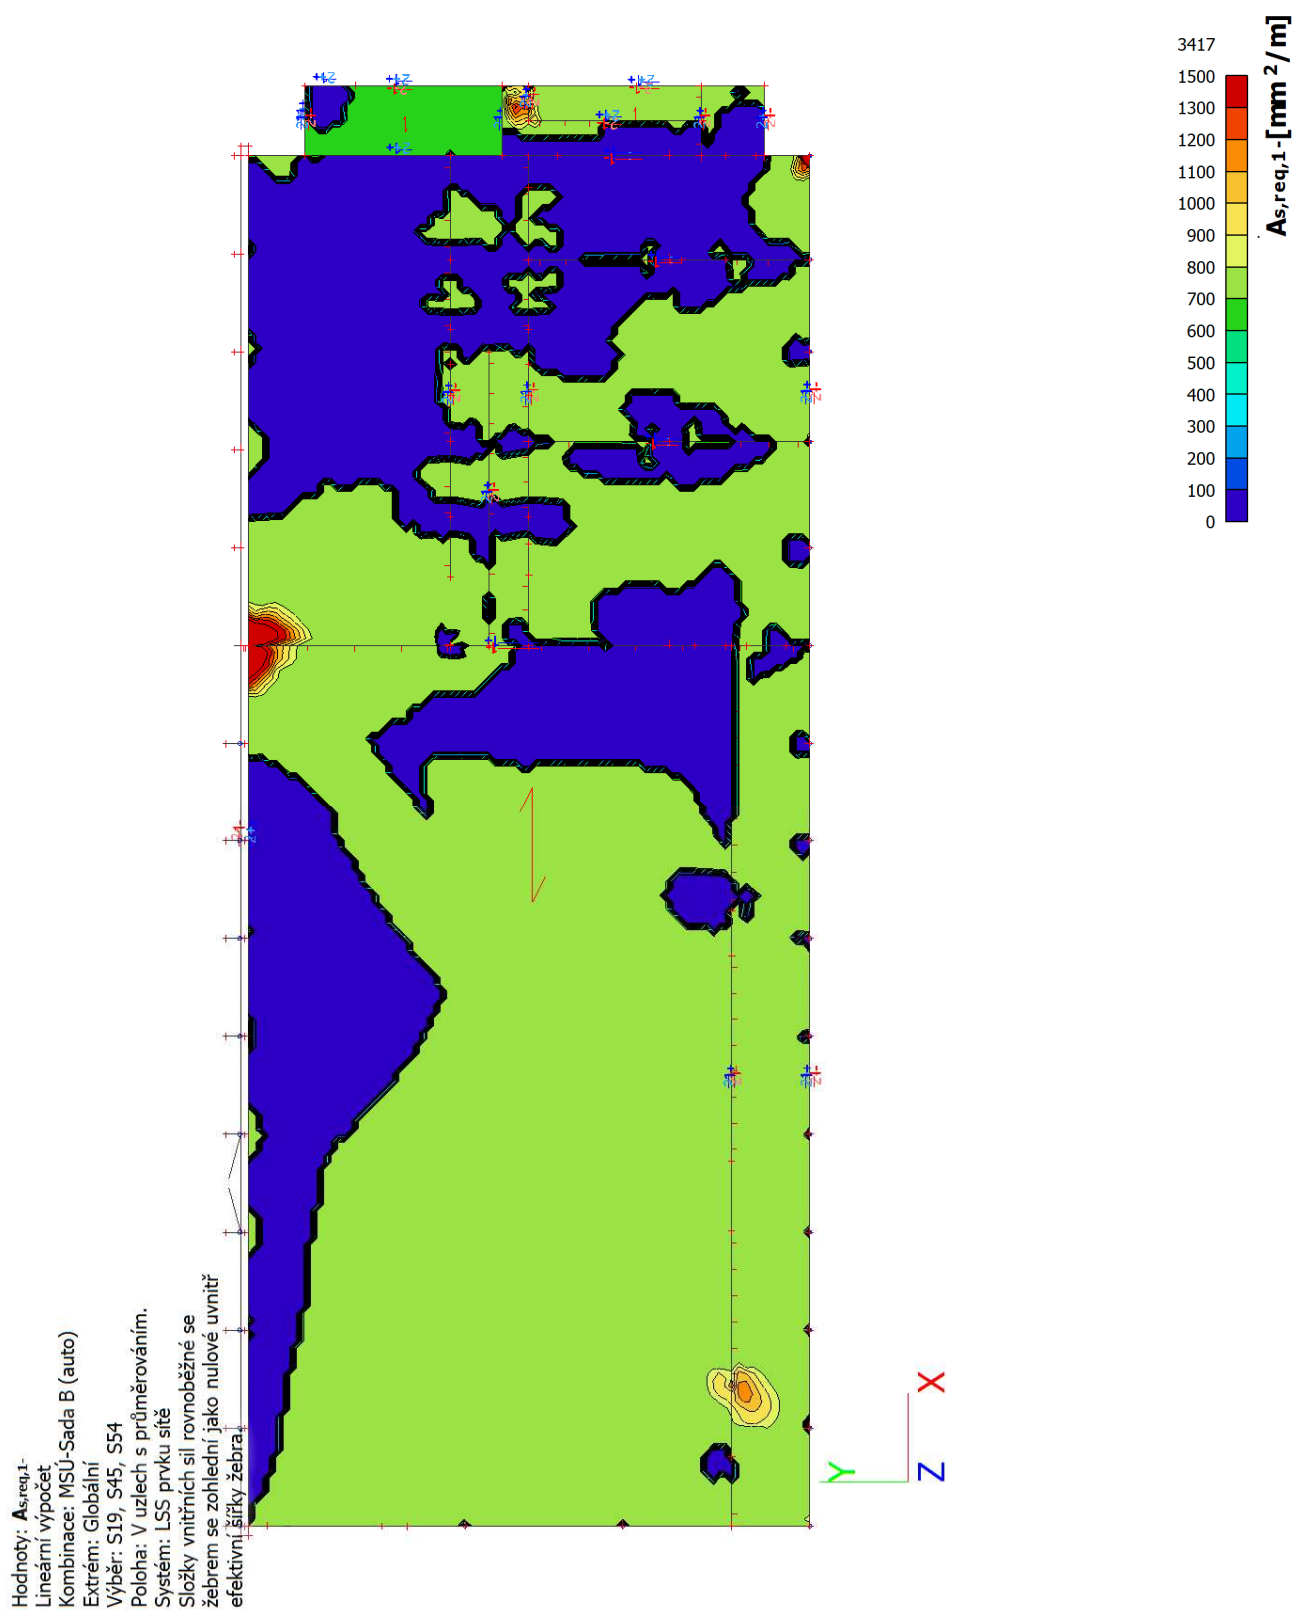 Hodnoty: As,req,1-
Lineární výpočet
Kombinace: MSÚ-Sada B (auto)
Extrém: Globální
Výběr: S19, S45, S54
Poloha: V uzlech s průměrováním.
Systém: LSS prvku sítě
Složky vnitřních sil rovnoběžné se
žebrem se zohlední jako nulové uvnitř
efektivní šířky žebra.
3417
1500
1300
1200
1100
1000
900
800
700
600
500
400
300
200
100
0
As,req,1- [mm²/m]
X
Y
Z